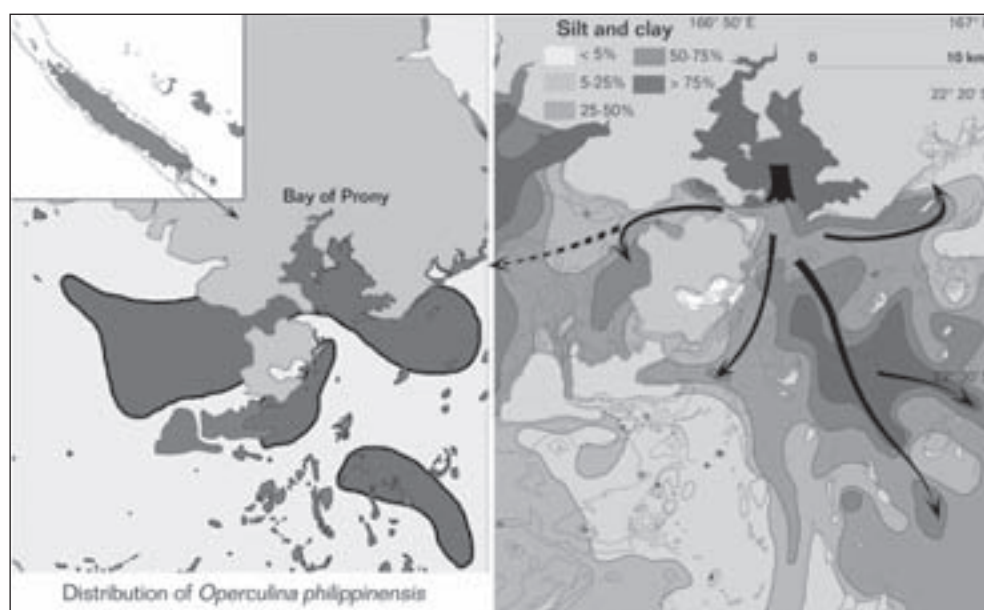 Bay of Prony
Distribution of Operculina philippinensis
166° 50' E
167°
Silt and clay
< 5%
50-75%
5-25%
> 75%
25-50%
0
10 km
22° 20' S